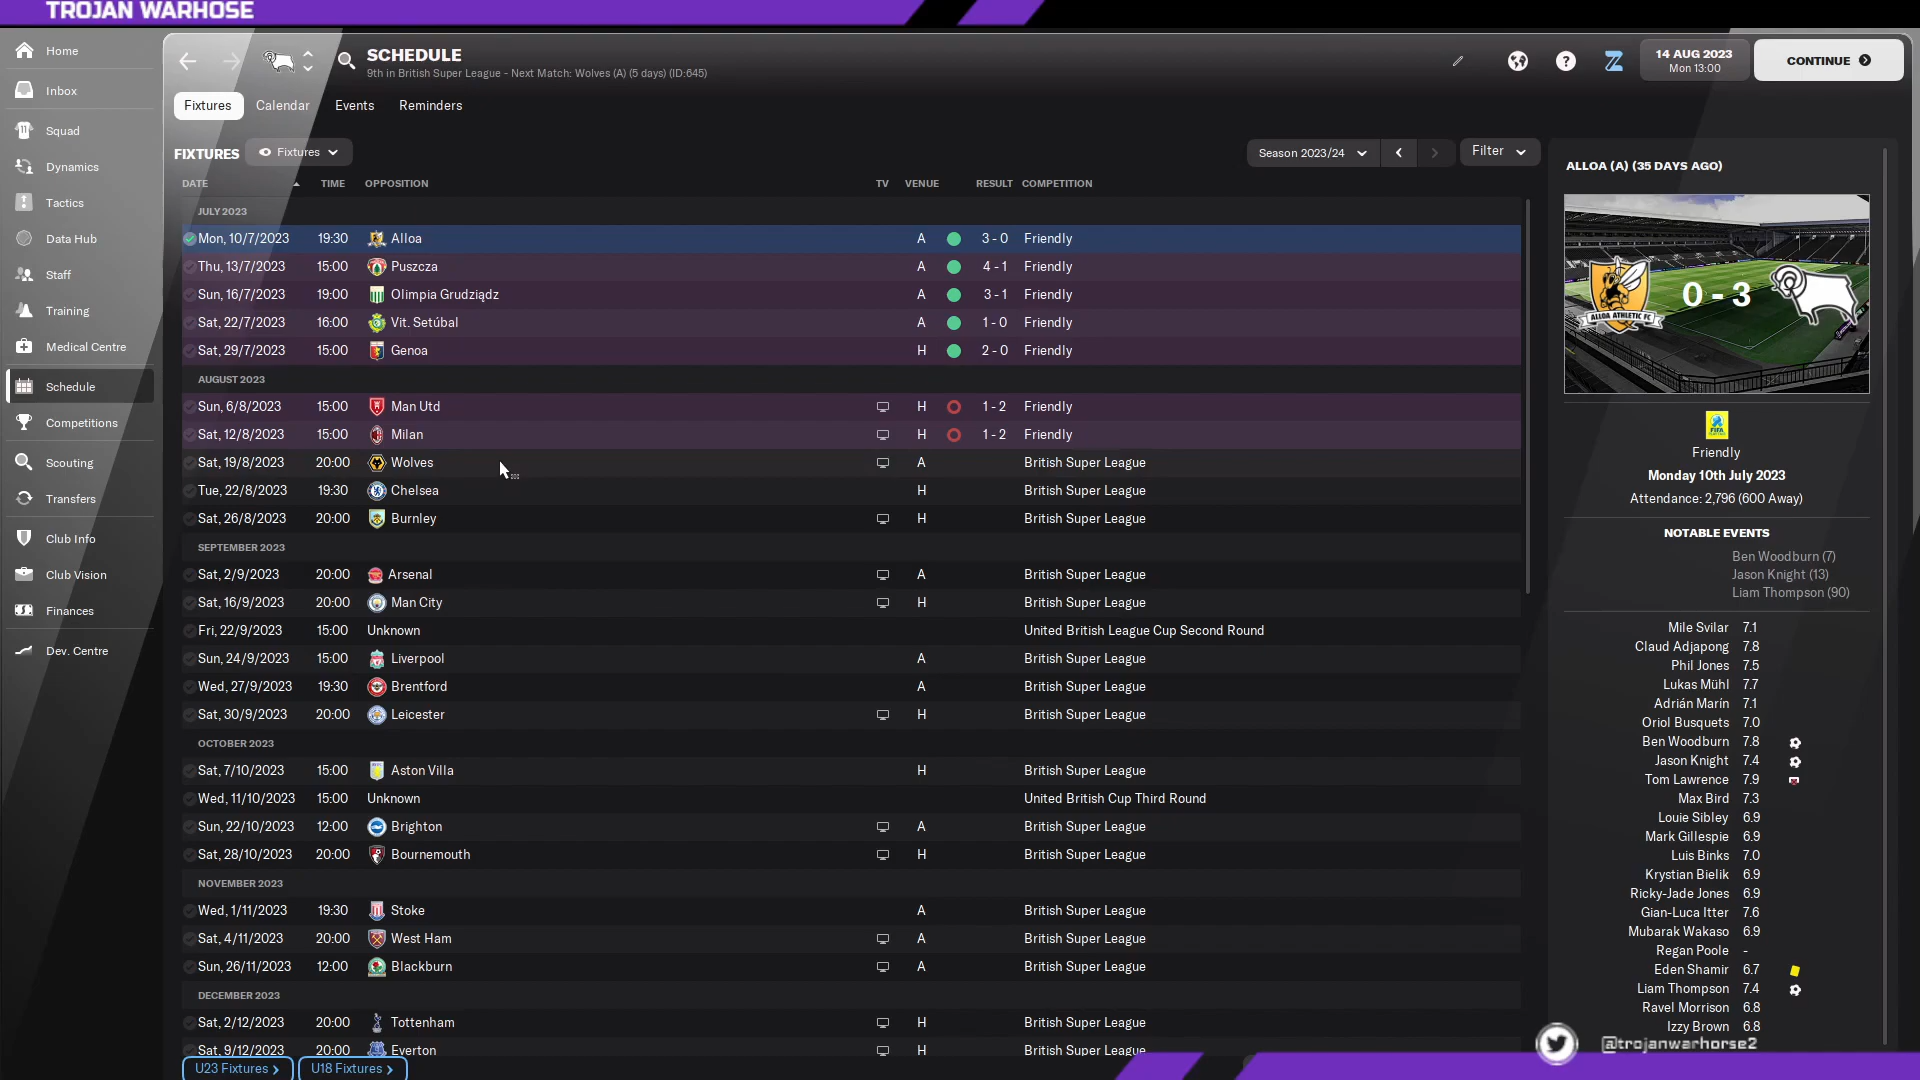 TROJAN WARHOSE
Home
Inbox
Squad
Dynamics
Tactics
Data Hub
Staff
Training
Medical Centre
Schedule
Competitions
Scouting
Transfers
Club Info
Club Vision
Finances
Dev. Centre
SCHEDULE
9th in British Super League - Next Match: Wolves (A) (5 days) (ID:645)
14 AUG 2023
Mon 13:00
CONTINUE
Fixtures Calendar Events Reminders
FIXTURES Fixtures Season 2023/24 Filter
DATE TIME OPPOSITION TV VENUE RESULT COMPETITION
JULY 2023
Mon, 10/7/2023 19:30 Alloa A 3 - 0 Friendly
Thu, 13/7/2023 15:00 Puszcza A 4 - 1 Friendly
Sun, 16/7/2023 19:00 Olimpia Grudziądz A 3 - 1 Friendly
Sat, 22/7/2023 16:00 Vit. Setúbal A 1 - 0 Friendly
Sat, 29/7/2023 15:00 Genoa H 2 - 0 Friendly
AUGUST 2023
Sun, 6/8/2023 15:00 Man Utd H 1 - 2 Friendly
Sat, 12/8/2023 15:00 Milan H 1 - 2 Friendly
Sat, 19/8/2023 20:00 Wolves A British Super League
Tue, 22/8/2023 19:30 Chelsea H British Super League
Sat, 26/8/2023 20:00 Burnley H British Super League
SEPTEMBER 2023
Sat, 2/9/2023 20:00 Arsenal A British Super League
Sat, 16/9/2023 20:00 Man City H British Super League
Fri, 22/9/2023 15:00 Unknown United British League Cup Second Round
Sun, 24/9/2023 15:00 Liverpool A British Super League
Wed, 27/9/2023 19:30 Brentford A British Super League
Sat, 30/9/2023 20:00 Leicester H British Super League
OCTOBER 2023
Sat, 7/10/2023 15:00 Aston Villa H British Super League
Wed, 11/10/2023 15:00 Unknown United British Cup Third Round
Sun, 22/10/2023 12:00 Brighton A British Super League
Sat, 28/10/2023 20:00 Bournemouth H British Super League
NOVEMBER 2023
Wed, 1/11/2023 19:30 Stoke A British Super League
Sat, 4/11/2023 20:00 West Ham A British Super League
Sun, 26/11/2023 12:00 Blackburn A British Super League
DECEMBER 2023
Sat, 2/12/2023 20:00 Tottenham H British Super League
Sat, 9/12/2023 20:00 Everton H British Super League
U23 Fixtures U18 Fixtures
ALLOA (A) (35 DAYS AGO)
ALLOA ATHLETIC FC
0 - 3
FIFA
Friendly
Monday 10th July 2023
Attendance: 2,796 (600 Away)
NOTABLE EVENTS
Ben Woodburn (7)
Jason Knight (13)
Liam Thompson (90)
Mile Svilar 7.1
Claud Adjapong 7.8
Phil Jones 7.5
Lukas Mühl 7.7
Adrián Marín 7.1
Oriol Busquets 7.0
Ben Woodburn 7.8
Jason Knight 7.4
Tom Lawrence 7.9
Max Bird 7.3
Louie Sibley 6.9
Mark Gillespie 6.9
Luis Binks 7.0
Krystian Bielik 6.9
Ricky-Jade Jones 6.9
Gian-Luca Itter 7.6
Mubarak Wakaso 6.9
Regan Poole -
Eden Shamir 6.7
Liam Thompson 7.4
Ravel Morrison 6.8
Izzy Brown 6.8
@trojanwarhorse2